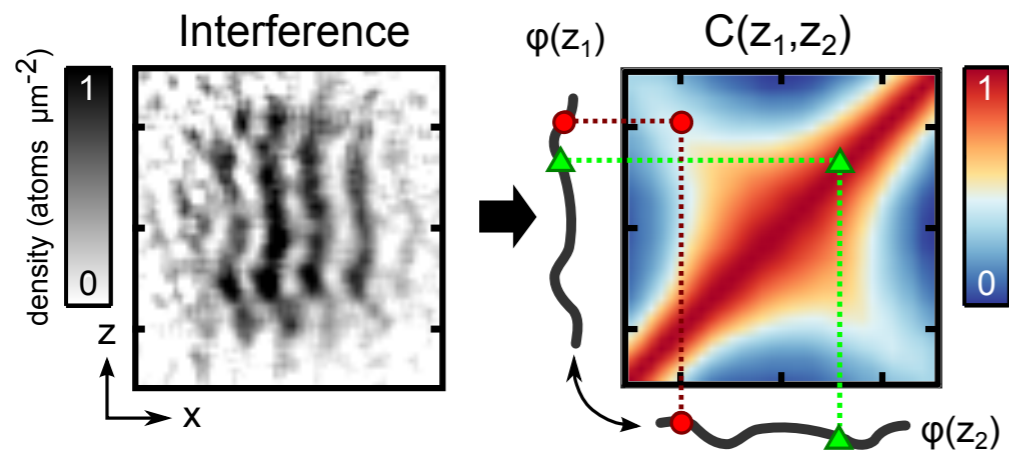 Interference
φ(z₁)
C(z₁,z₂)
density (atoms μm⁻²)
1
0
1
0
z
x
φ(z₂)